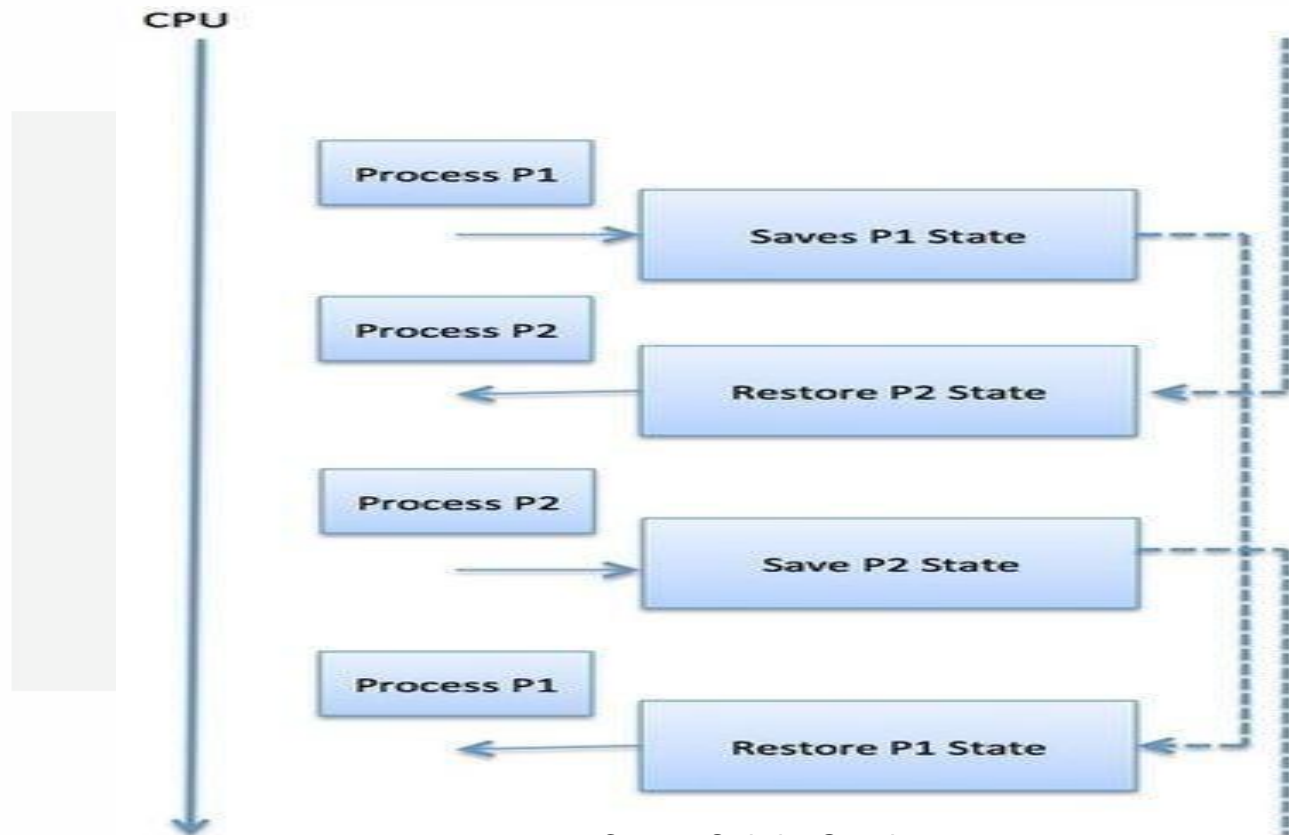 CPU
Process P1
Saves P1 State
Process P2
Restore P2 State
Process P2
Save P2 State
Process P1
Restore P1 State